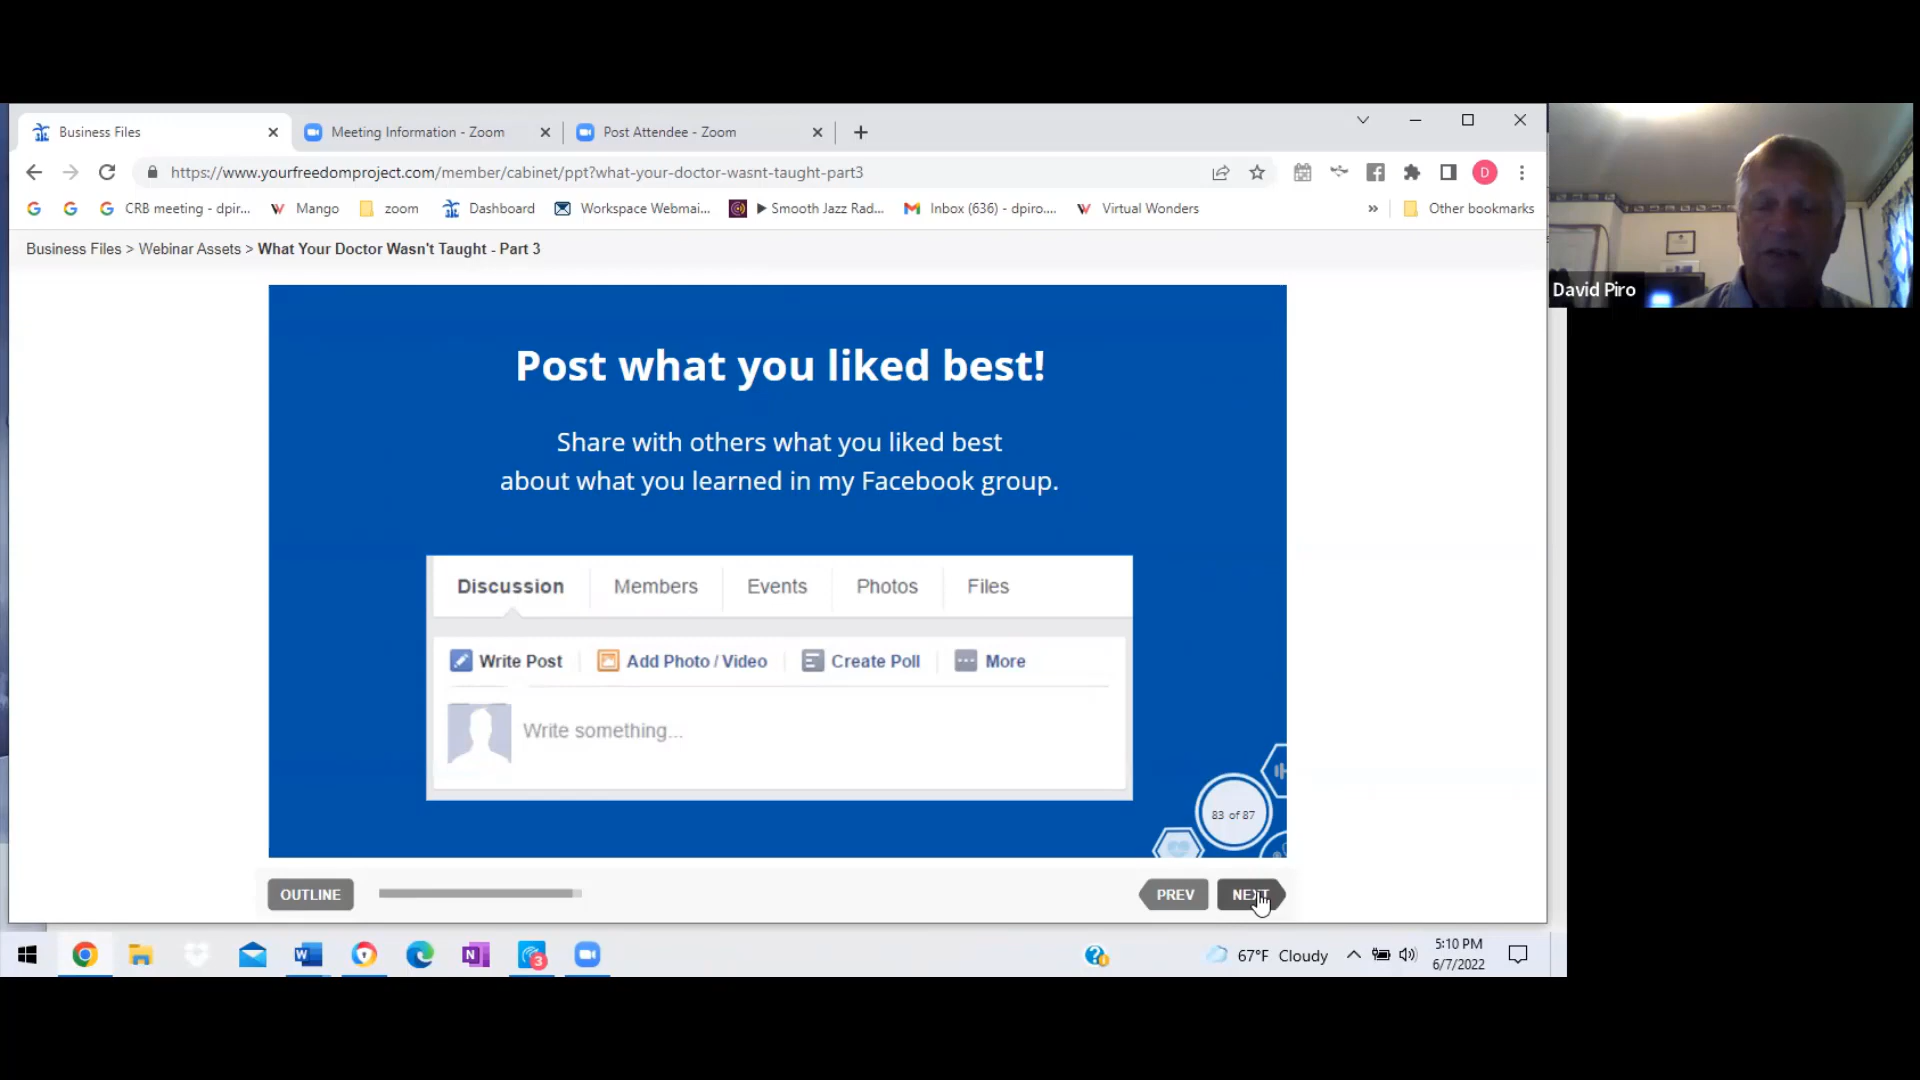 Business Files
Meeting Information - Zoom
Post Attendee - Zoom
https://www.yourfreedomproject.com/member/cabinet/ppt?what-your-doctor-wasnt-taught-part3
D
CRB meeting - dpir...
Mango
zoom
Dashboard
Workspace Webmai...
Smooth Jazz Rad...
Inbox (636) - dpiro....
Virtual Wonders
»
Other bookmarks
Business Files > Webinar Assets > What Your Doctor Wasn't Taught - Part 3
David Piro
Post what you liked best!
Share with others what you liked best
about what you learned in my Facebook group.
Discussion Members Events Photos Files
Write Post Add Photo / Video Create Poll More
Write something...
83 of 87
OUTLINE
PREV
NEXT
3
67°F Cloudy
5:10 PM
6/7/2022